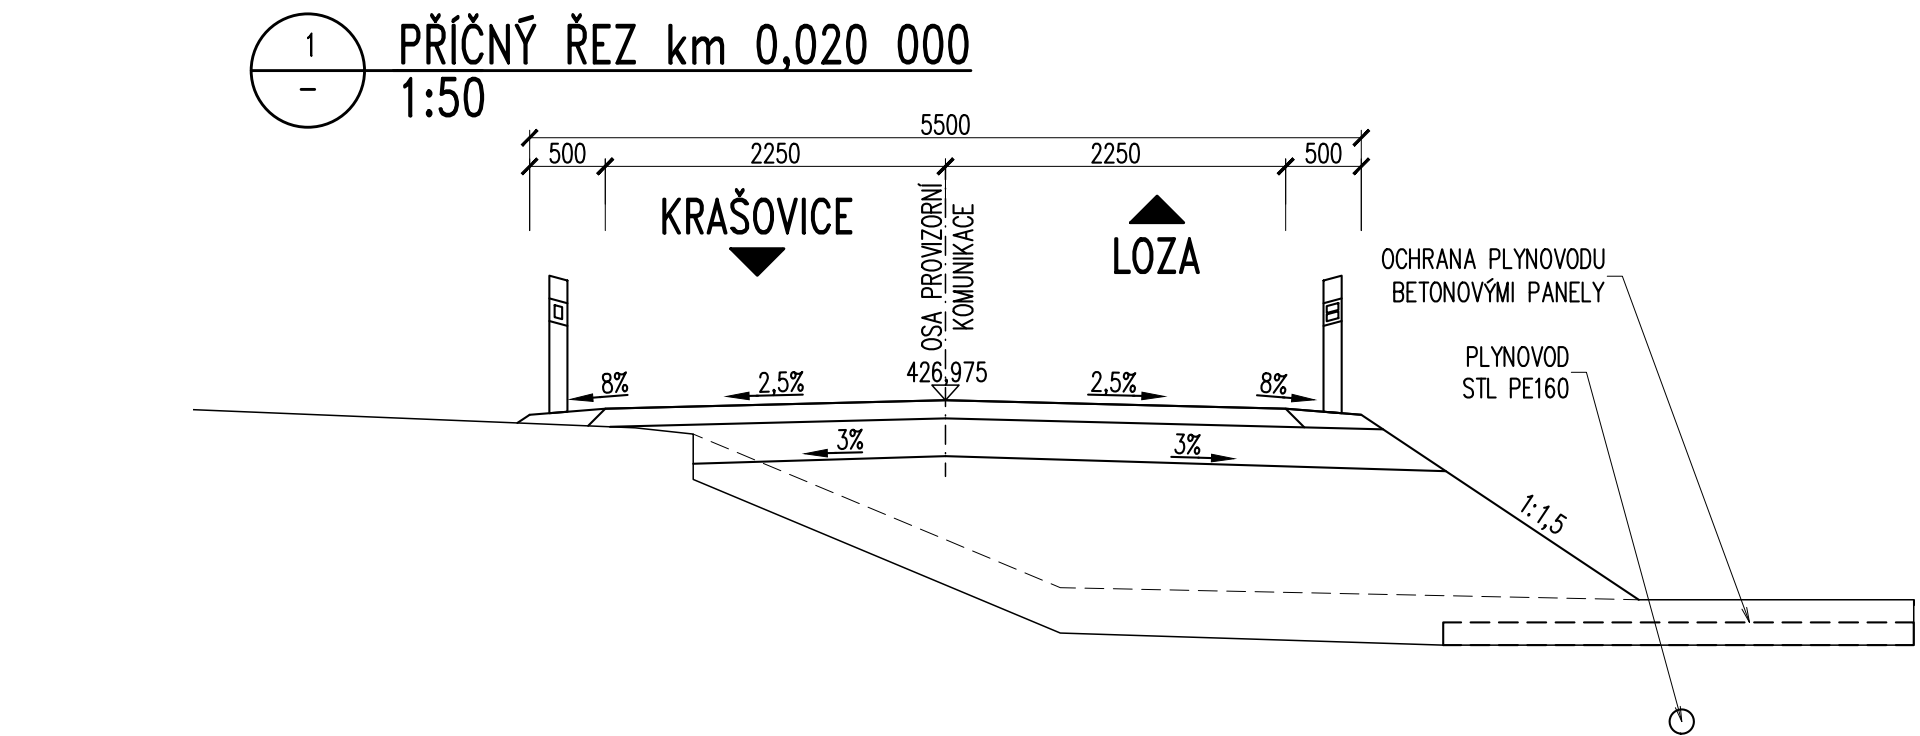 1
PŘÍČNÝ ŘEZ km 0,020 000
–
1:50
5500
500
2250
2250
500
KRAŠOVICE
OSA PROVIZORNÍ
KOMUNIKACE
LOZA
OCHRANA PLYNOVODU
BETONOVÝMI PANELY
PLYNOVOD
STL PE160
8%
2,5%
426,975
2,5%
8%
3%
3%
1:1,5